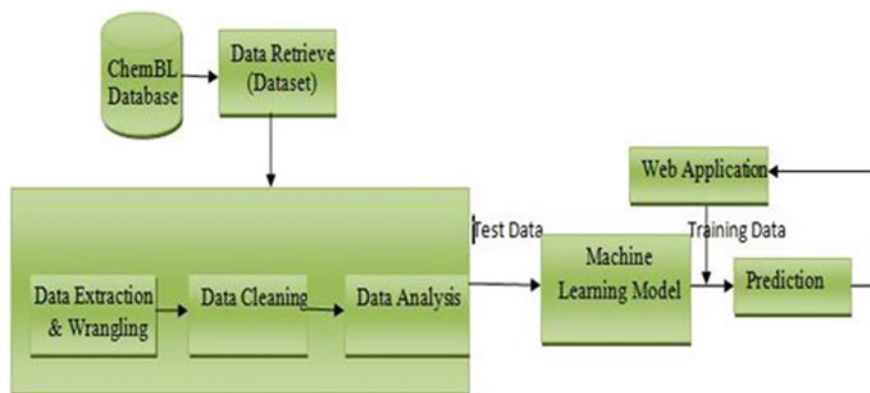 ChemBL
Database
Data Retrieve
(Dataset)
Web Application
Test Data
Training Data
Machine
Learning Model
Prediction
Data Extraction
& Wrangling
Data Cleaning
Data Analysis